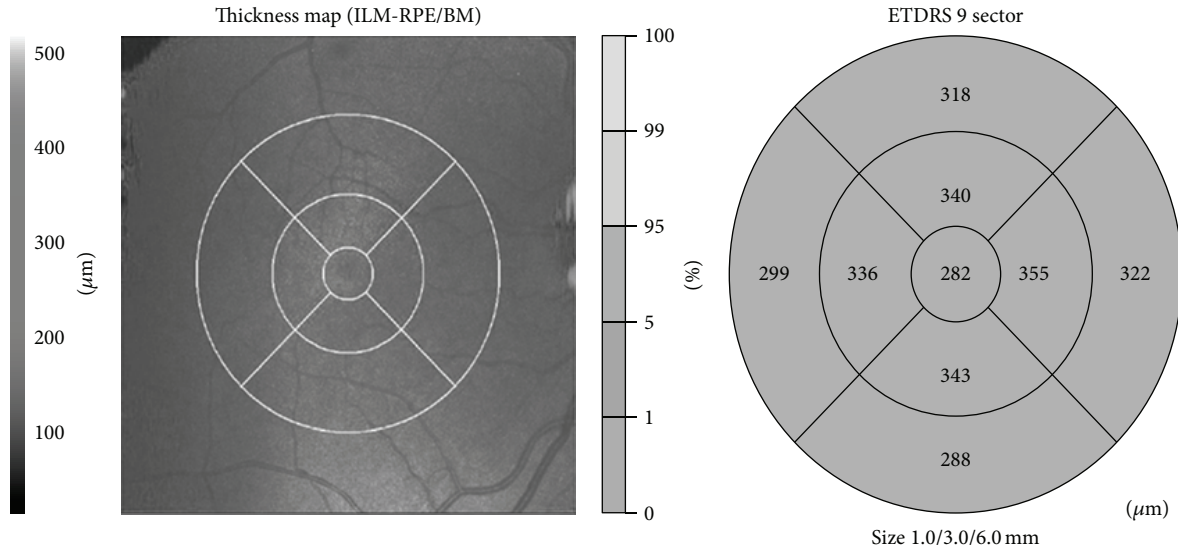 Thickness map (ILM-RPE/BM)
500
400
300
200
100
(μm)
100
99
95
5
1
0
(%)
ETDRS 9 sector
318
340
299 336 282 355 322
343
288
(μm)
Size 1.0/3.0/6.0 mm